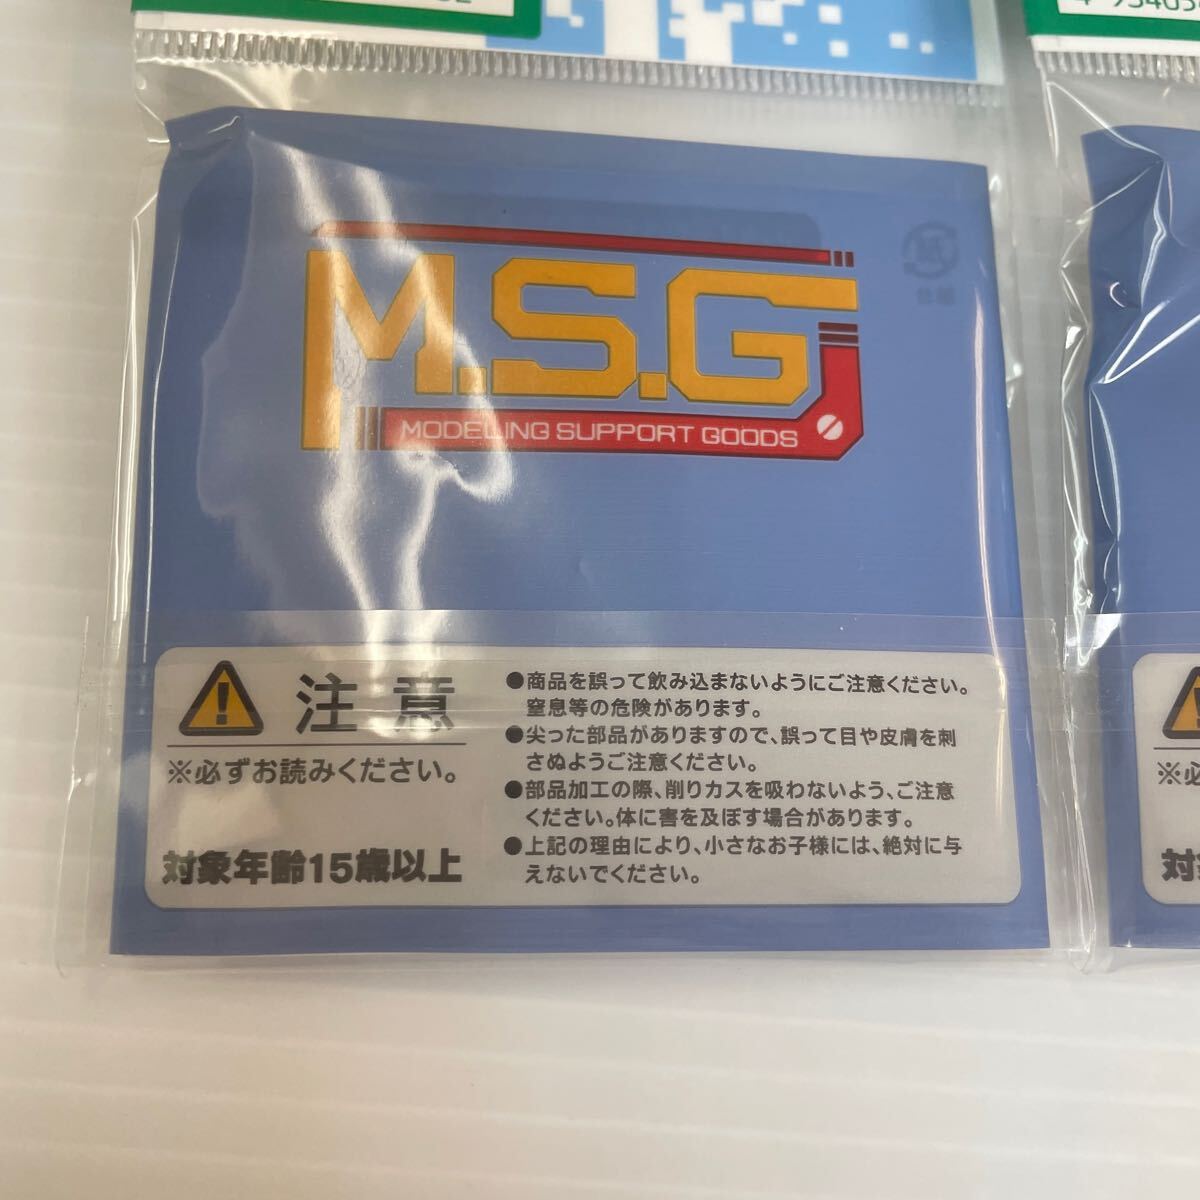 M.S.G
MODELING SUPPORT GOODS
注意
※必ずお読みください。
対象年齢15歳以上
●商品を誤って飲み込まないようにご注意ください。
窒息等の危険があります。
●尖った部品がありますので、誤って目や皮膚を刺
さぬようご注意ください。
●部品加工の際、削りカスを吸わないよう、ご注意
ください。体に害を及ぼす場合があります。
●上記の理由により、小さなお子様には、絶対に与
えないでください。
※必
対